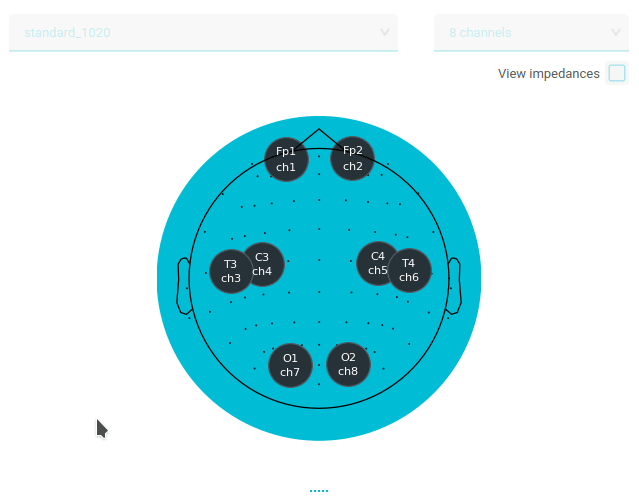 standard_1020
8 channels
View impedances
Fp1
ch1
Fp2
ch2
T3
ch3
C3
ch4
C4
ch5
T4
ch6
O1
ch7
O2
ch8